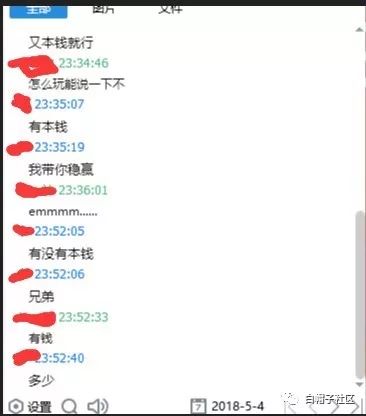 全部 图片 文件
又本钱就行
23:34:46
怎么玩能说一下不
23:35:07
有本钱
23:35:19
我带你稳赢
23:36:01
emmmm......
23:52:05
有没有本钱
23:52:06
兄弟
23:52:33
有钱
23:52:40
多少
设置 7 2018-5-4
白帽子社区